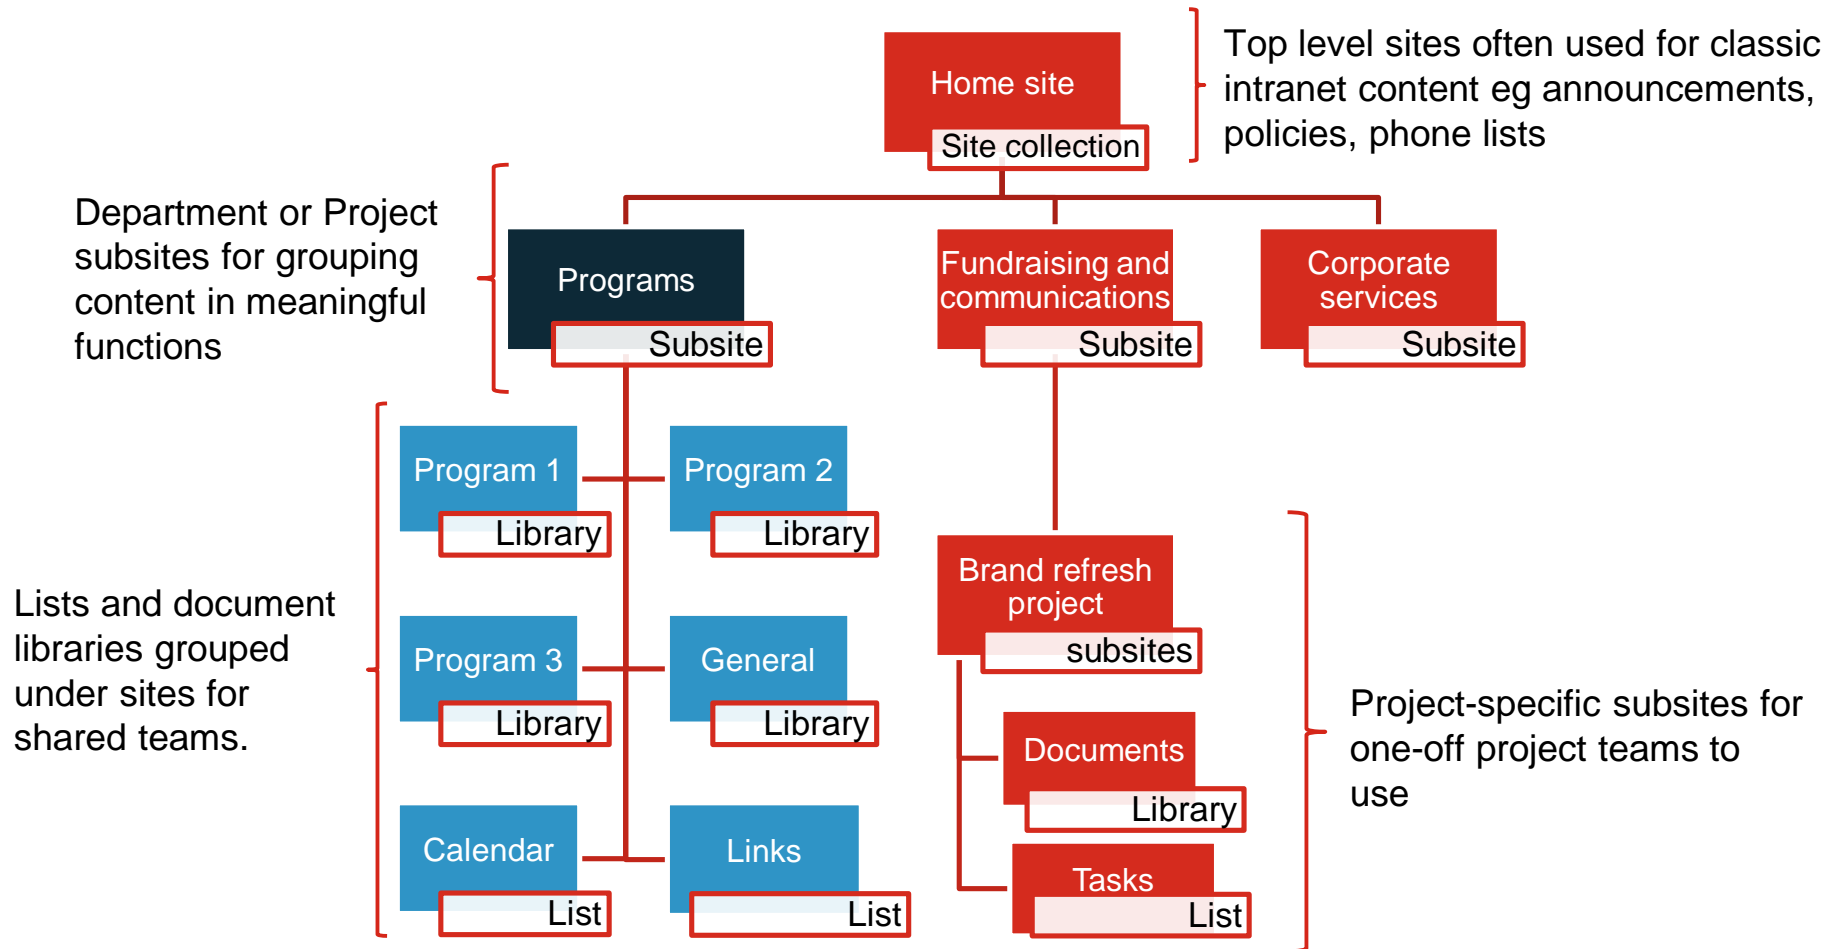 Home site
Site collection
Top level sites often used for classic
intranet content eg announcements,
policies, phone lists
Department or Project
subsites for grouping
content in meaningful
functions
Programs
Subsite
Fundraising and
communications
Subsite
Corporate
services
Subsite
Lists and document
libraries grouped
under sites for
shared teams.
Program 1
Library
Program 2
Library
Program 3
Library
General
Library
Calendar
List
Links
List
Brand refresh
project
subsites
Documents
Library
Tasks
List
Project-specific subsites for
one-off project teams to
use